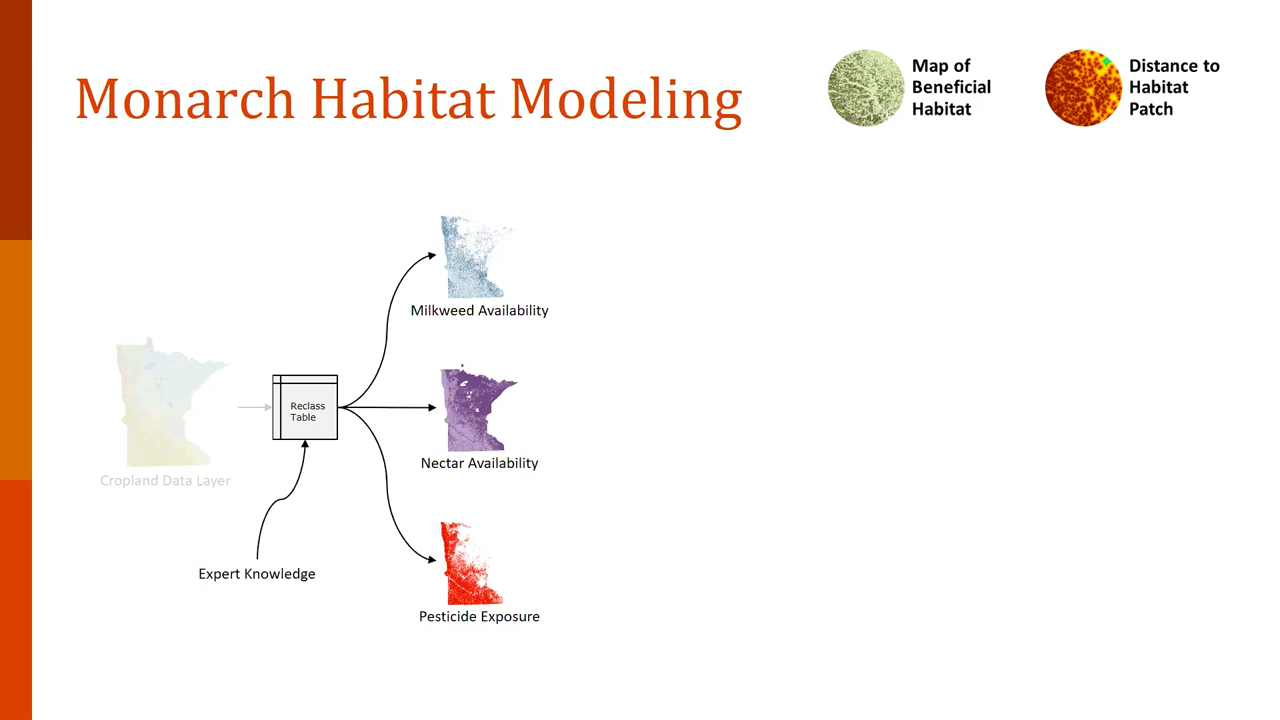 Monarch Habitat Modeling
Map of
Beneficial
Habitat
Distance to
Habitat
Patch
Milkweed Availability
Reclass
Table
Nectar Availability
Cropland Data Layer
Expert Knowledge
Pesticide Exposure